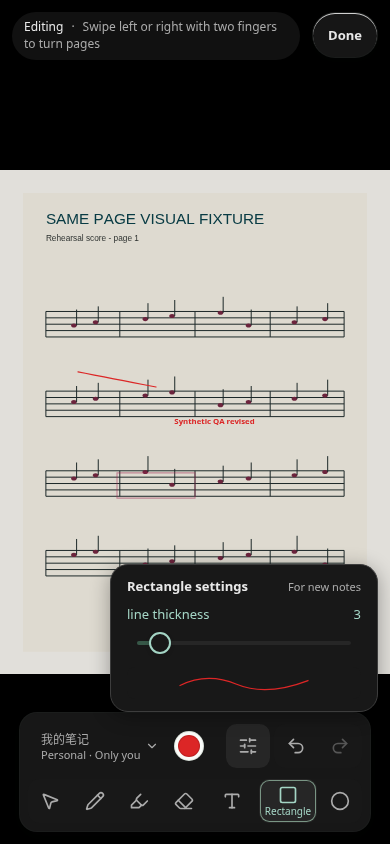 Editing · Swipe left or right with two fingers
to turn pages
Done
SAME PAGE VISUAL FIXTURE
Rehearsal score - page 1
Synthetic QA revised
Rectangle settings
For new notes
line thickness
3
我的笔记
Personal · Only you
Rectangle